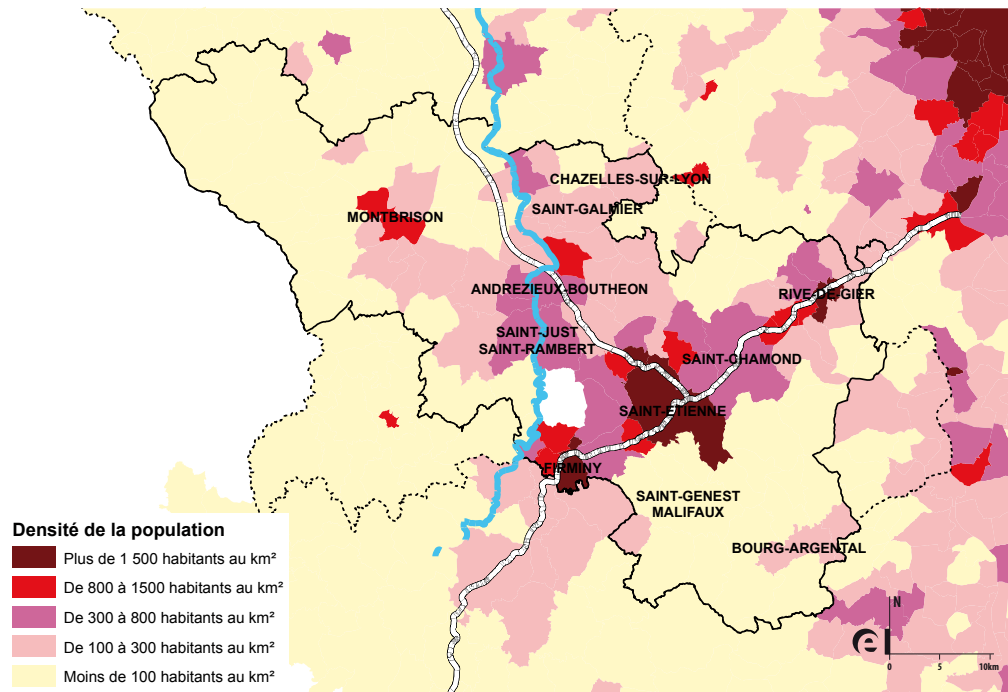 CHAZELLES-SUR-LYON
SAINT-GALMIER
MONTBRISON
ANDREZIEUX-BOUTHEON
RIVE-DE-GIER
SAINT-JUST
SAINT-RAMBERT
SAINT-CHAMOND
SAINT-ETIENNE
FIRMINY
SAINT-GENEST
MALIFAUX
BOURG-ARGENTAL
Densité de la population
Plus de 1 500 habitants au km²
De 800 à 1500 habitants au km²
De 300 à 800 habitants au km²
De 100 à 300 habitants au km²
Moins de 100 habitants au km²
N
0 5 10km